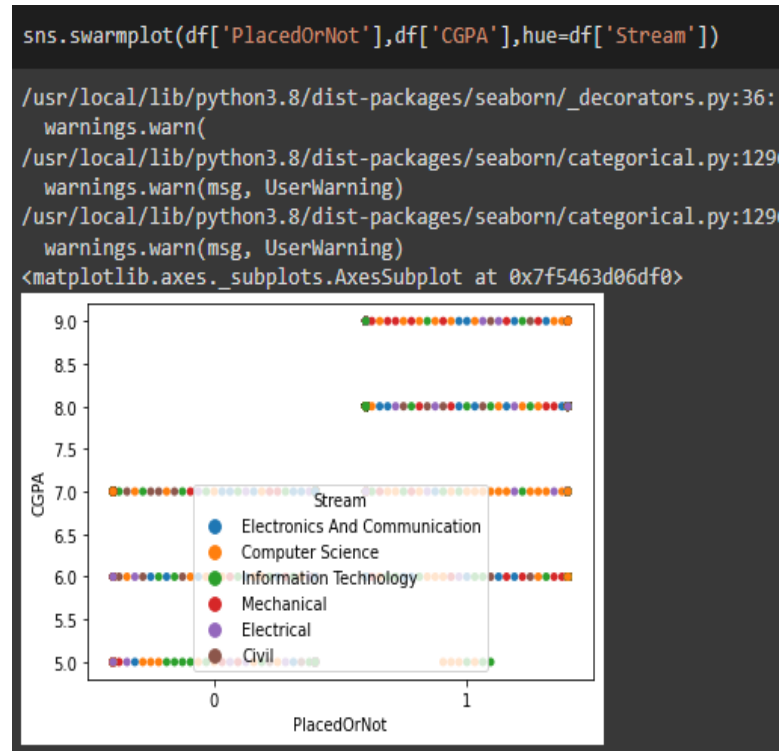 sns.swarmplot(df['PlacedOrNot'],df['CGPA'],hue=df['Stream'])
/usr/local/lib/python3.8/dist-packages/seaborn/_decorators.py:36:
warnings.warn(
/usr/local/lib/python3.8/dist-packages/seaborn/categorical.py:129
warnings.warn(msg, UserWarning)
/usr/local/lib/python3.8/dist-packages/seaborn/categorical.py:129
warnings.warn(msg, UserWarning)
<matplotlib.axes._subplots.AxesSubplot at 0x7f5463d06df0>
9.0
8.5
8.0
7.5
7.0
6.5
6.0
5.5
5.0
CGPA
Stream
Electronics And Communication
Computer Science
Information Technology
Mechanical
Electrical
Civil
0
1
PlacedOrNot